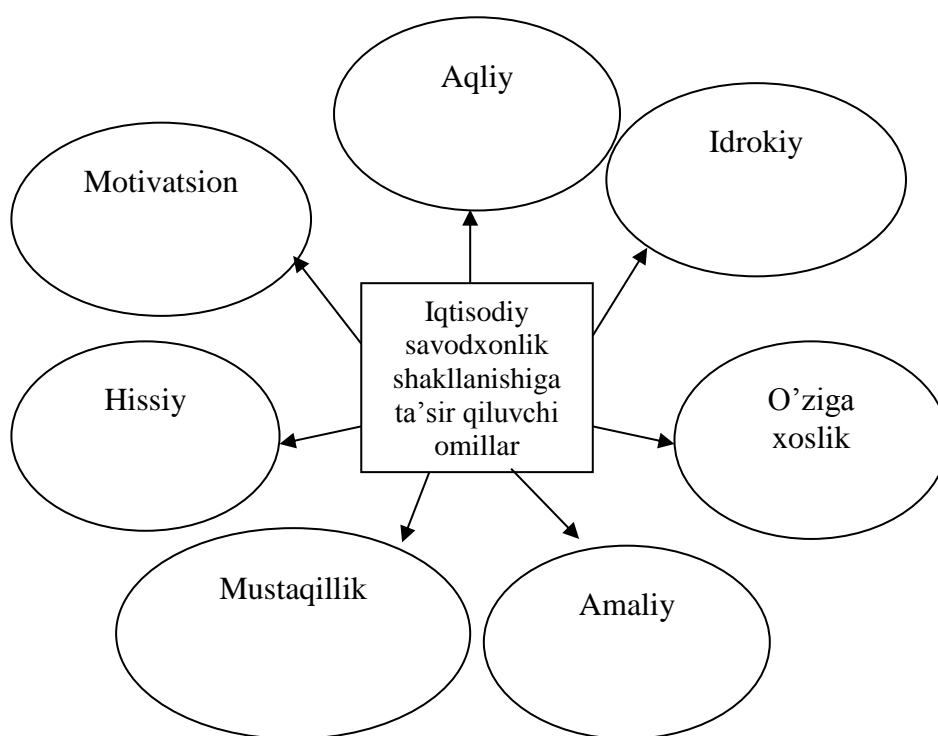 Aqliy
Idrokiy
Motivatsion
Iqtisodiy
savodxonlik
shakllanishiga
ta’sir qiluvchi
omillar
Hissiy
O’ziga
xoslik
Mustaqillik
Amaliy